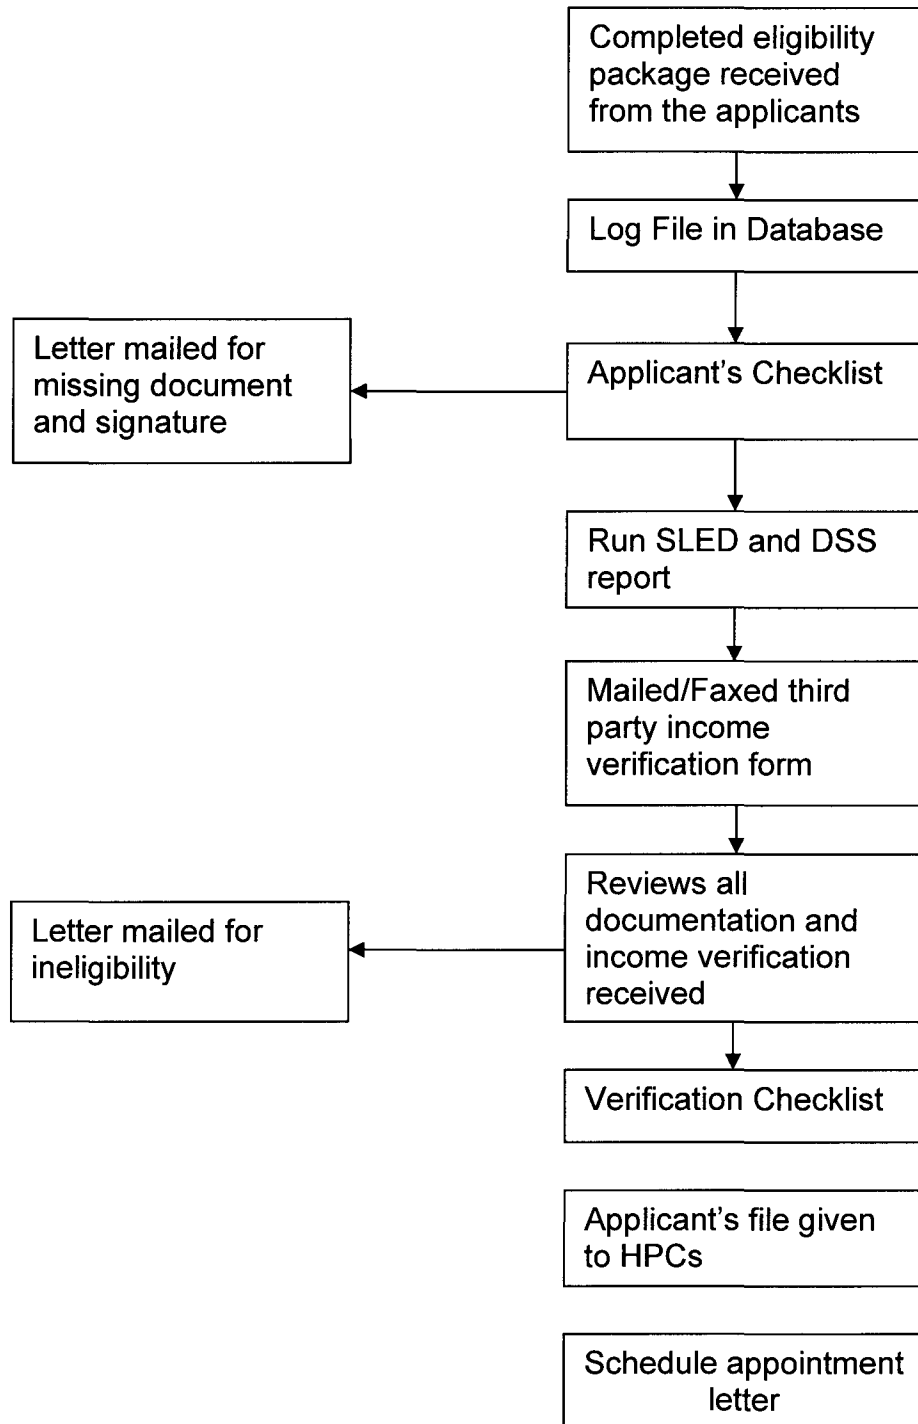 Completed eligibility
package received
from the applicants
Log File in Database
Letter mailed for
missing document
and signature
Applicant's Checklist
Run SLED and DSS
report
Mailed/Faxed third
party income
verification form
Reviews all
documentation and
income verification
received
Letter mailed for
ineligibility
Verification Checklist
Applicant's file given
to HPCs
Schedule appointment
letter